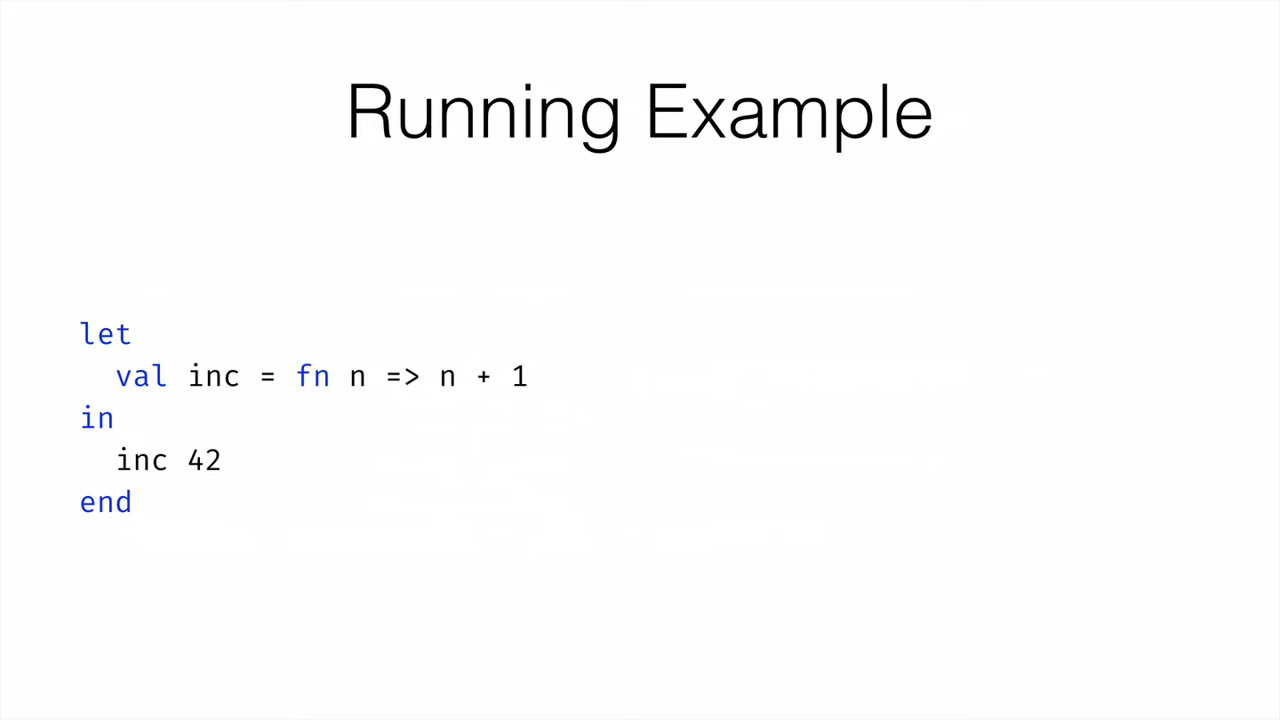 Running Example
let
  val inc = fn n => n + 1
in
  inc 42
end